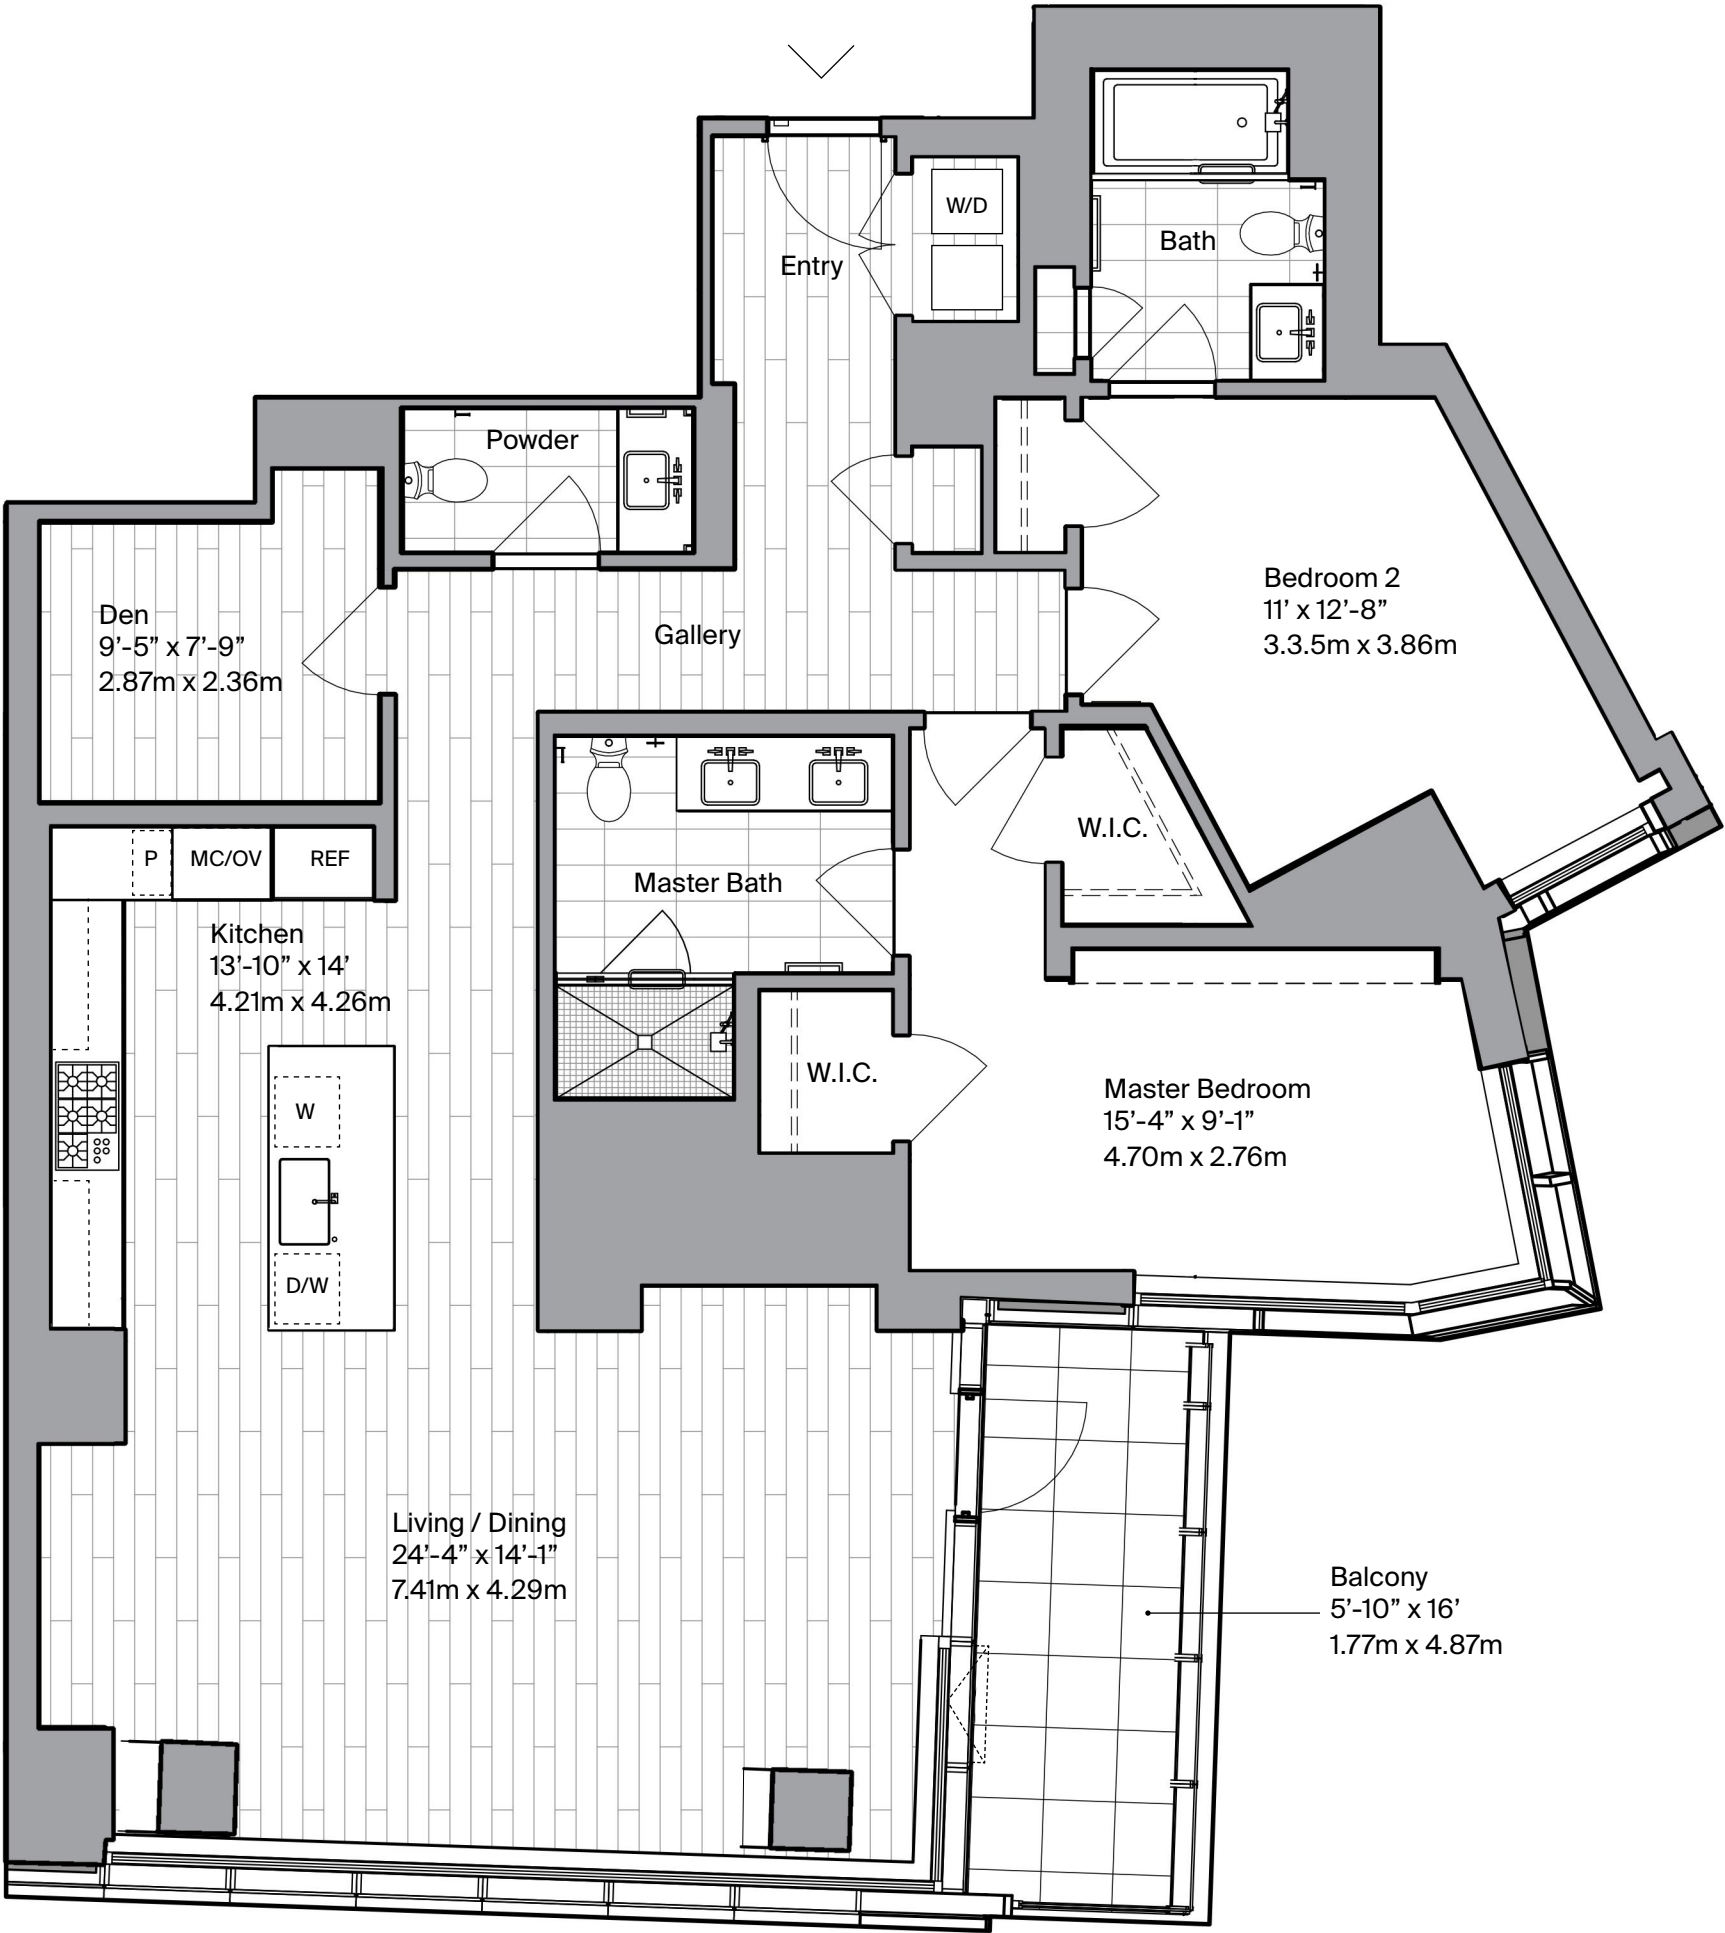 W/D
Entry
Bath
Powder
Bedroom 2
11’ x 12’-8”
3.3.5m x 3.86m
Den
9’-5” x 7’-9”
2.87m x 2.36m
Gallery
W.I.C.
P
MC/OV
REF
Master Bath
Kitchen
13’-10” x 14’
4.21m x 4.26m
W.I.C.
Master Bedroom
15’-4” x 9’-1”
4.70m x 2.76m
W
D/W
Living / Dining
24’-4” x 14’-1”
7.41m x 4.29m
Balcony
5’-10” x 16’
1.77m x 4.87m